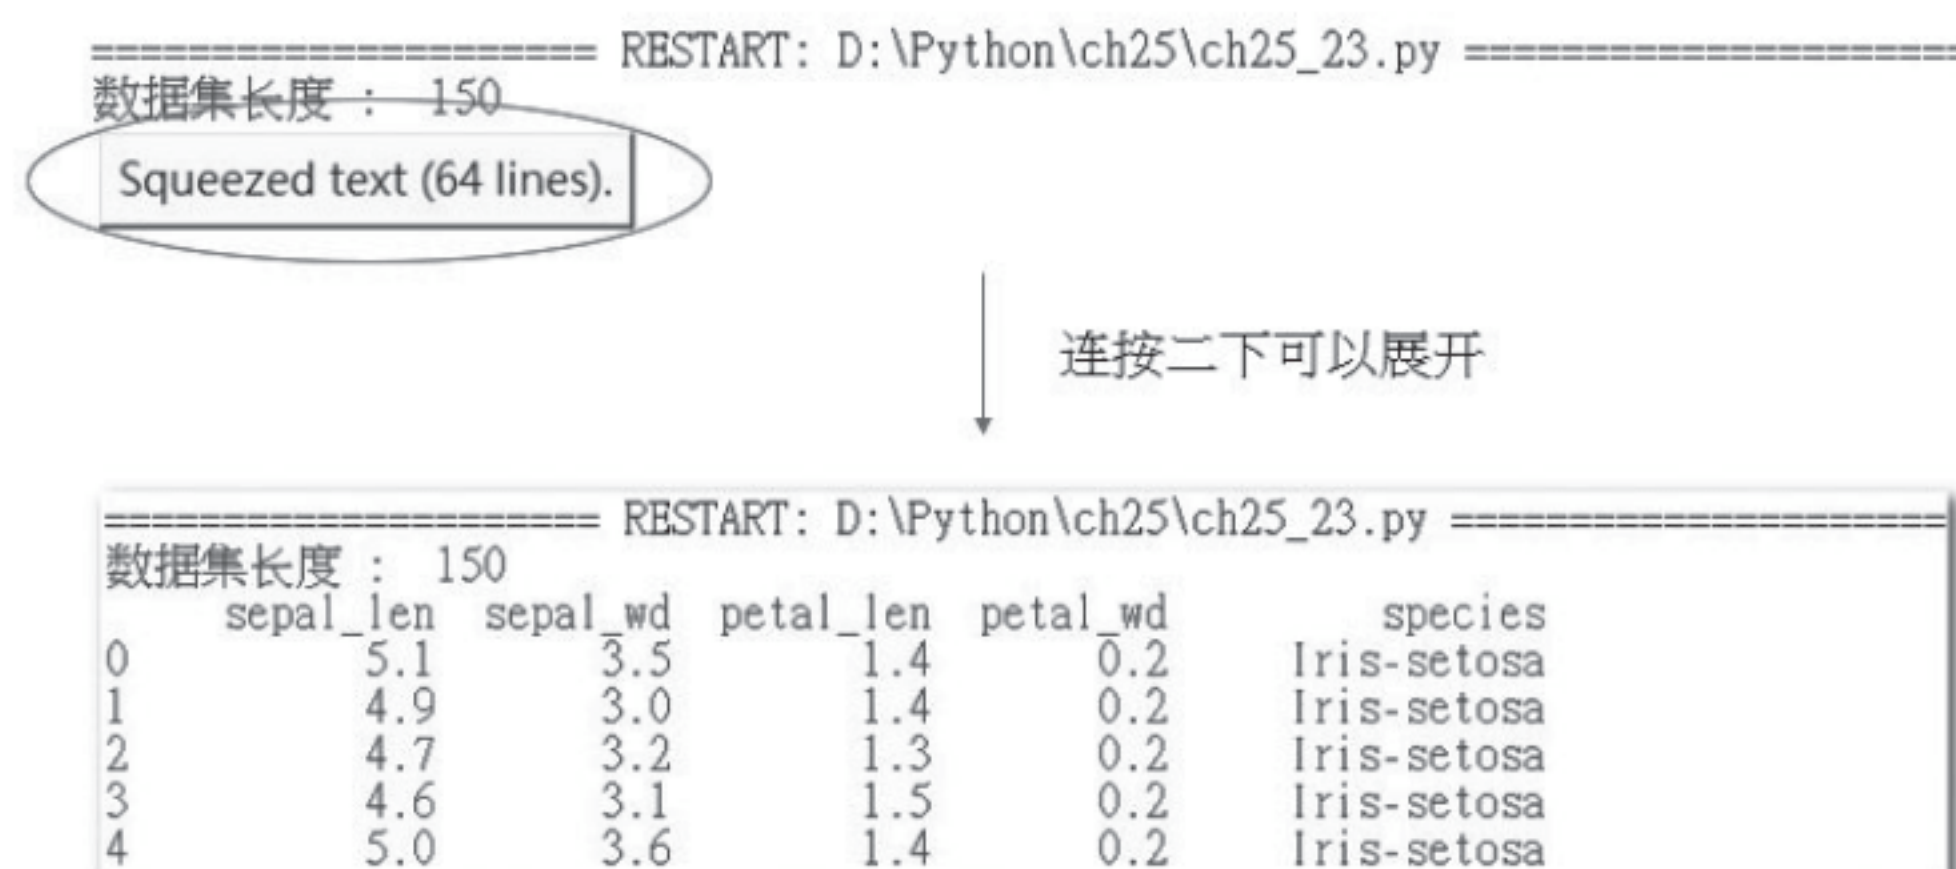 ===================== RESTART: D:\Python\ch25\ch25_23.py ====================
数据集长度 : 150
Squeezed text (64 lines).
连按二下可以展开
===================== RESTART: D:\Python\ch25\ch25_23.py =====================
数据集长度 : 150
sepal_len sepal_wd petal_len petal_wd species
0 5.1 3.5 1.4 0.2 Iris-setosa
1 4.9 3.0 1.4 0.2 Iris-setosa
2 4.7 3.2 1.3 0.2 Iris-setosa
3 4.6 3.1 1.5 0.2 Iris-setosa
4 5.0 3.6 1.4 0.2 Iris-setosa